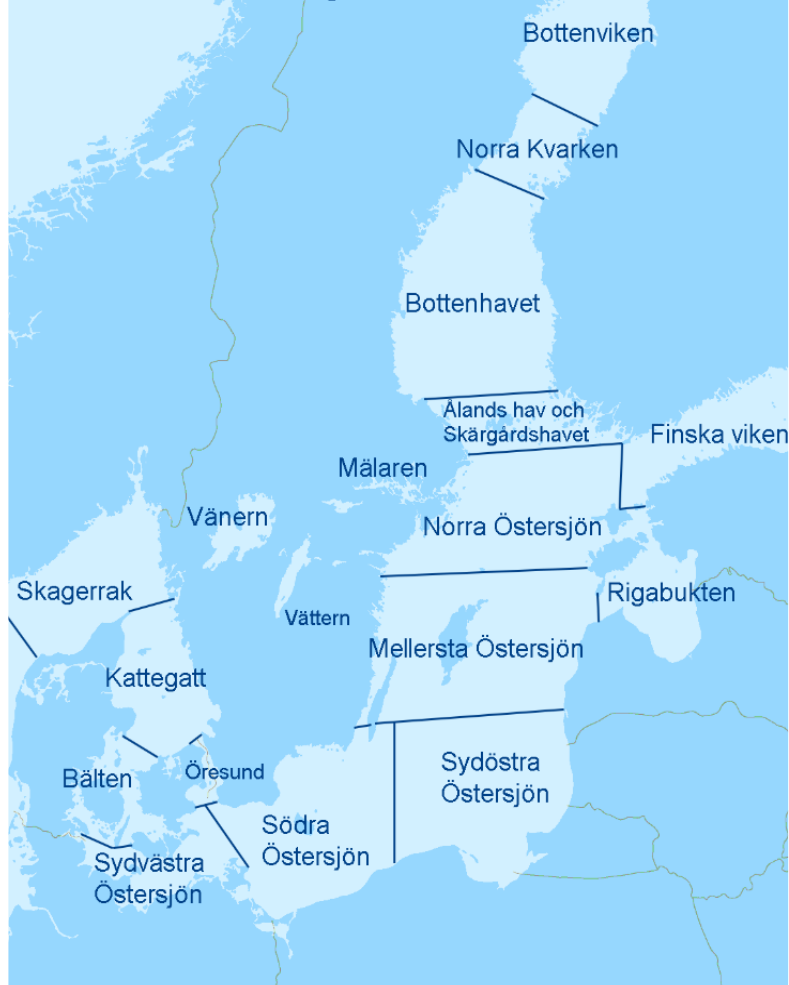 Bottenviken
Norra Kvarken
Bottenhavet
Ålands hav och
Skärgårdshavet
Finska viken
Mälaren
Vänern
Norra Östersjön
Skagerrak
Rigabukten
Vättern
Mellersta Östersjön
Kattegatt
Öresund
Bälten
Sydöstra
Östersjön
Södra
Östersjön
Sydvästra
Östersjön